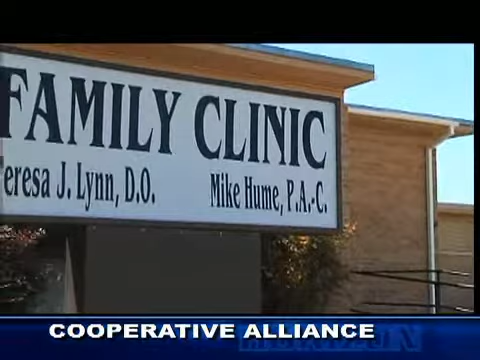 FAMILY CLINIC
eresa J. Lynn, D.O. Mike Hume, P.A.-C.
COOPERATIVE ALLIANCE